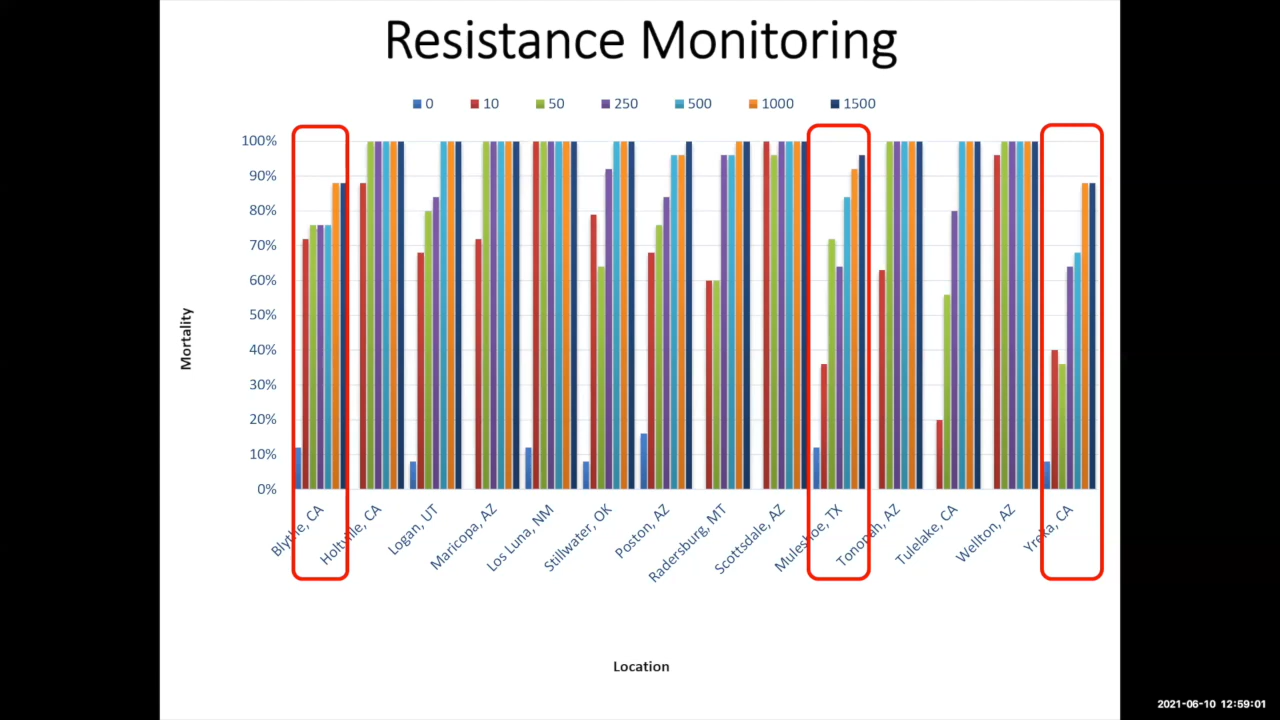 Resistance Monitoring
0 10 50 250 500 1000 1500
100%
90%
80%
70%
60%
50%
40%
30%
20%
10%
0%
Mortality
Blythe, CA
Holtville, CA
Logan, UT
Maricopa, AZ
Los Luna, NM
Stillwater, OK
Poston, AZ
Radersburg, MT
Scottsdale, AZ
Muleshoe, TX
Tonopah, AZ
Tulelake, CA
Wellton, AZ
Yreka, CA
Location
2021-06-10 12:59:01